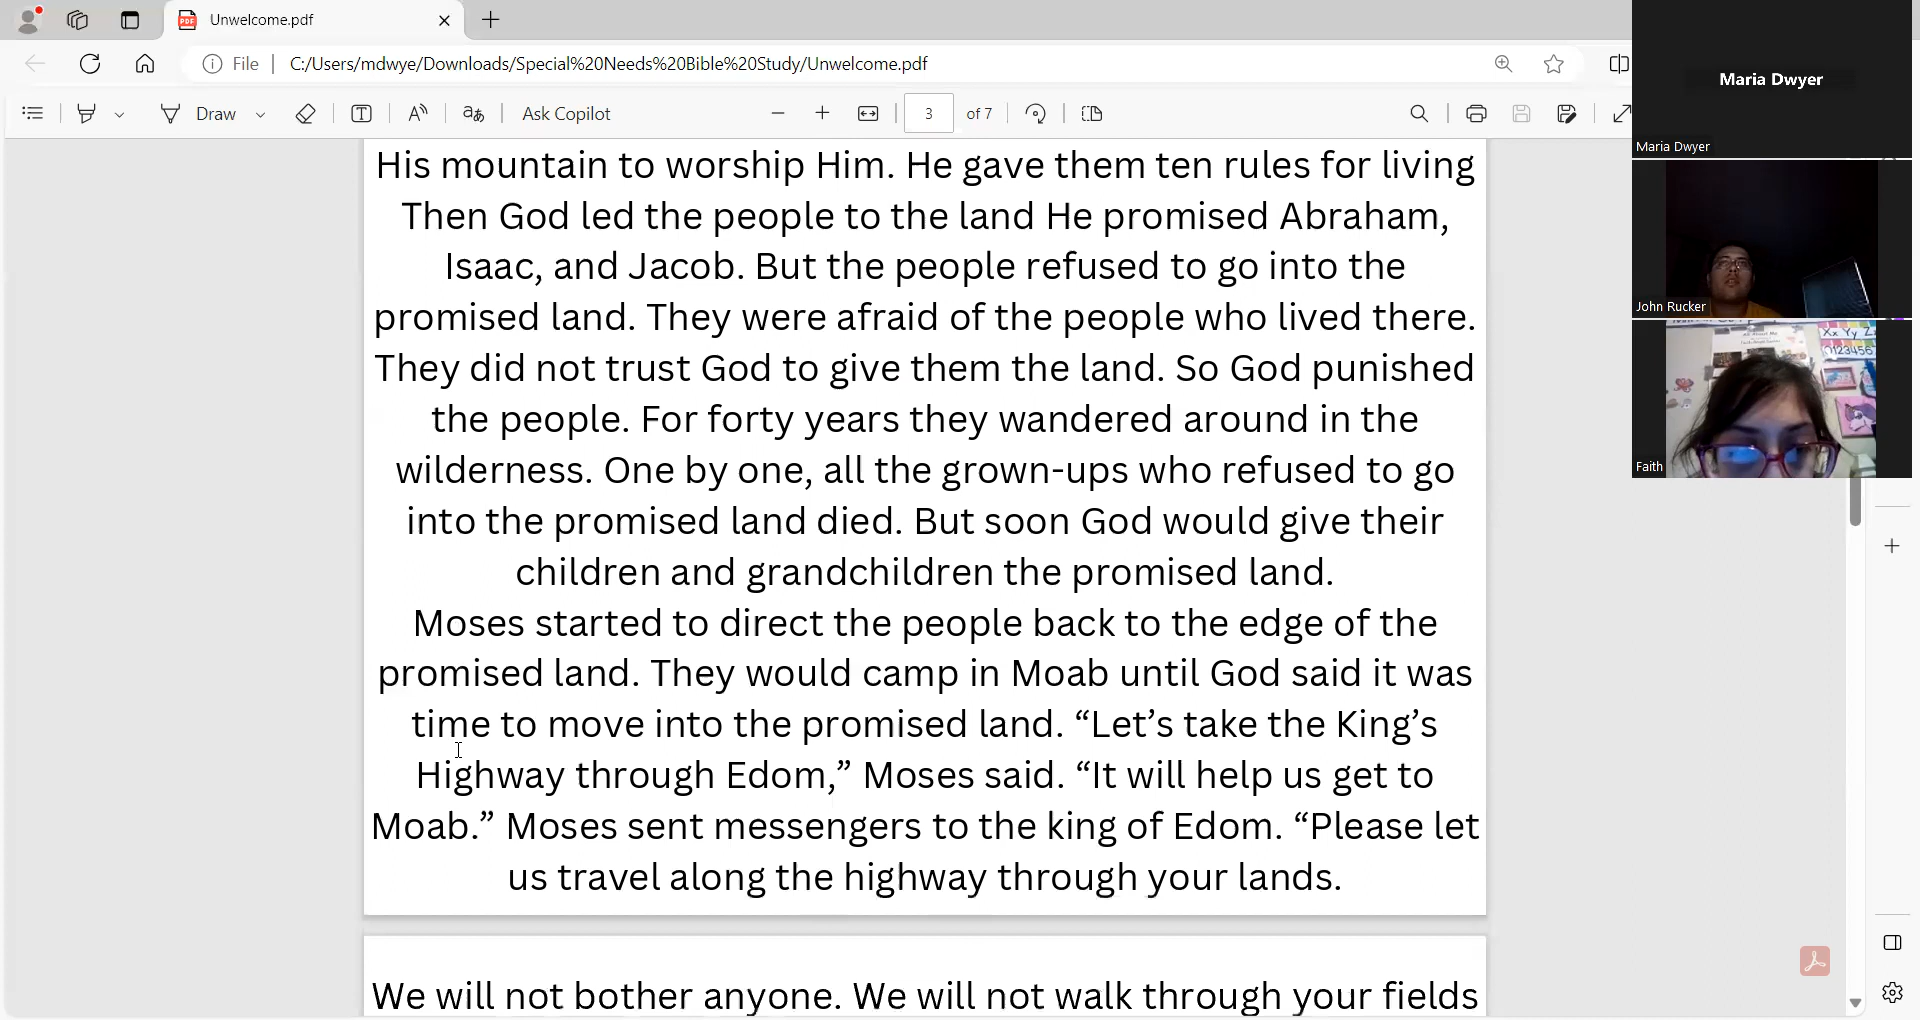 Unwelcome.pdf
File
C:/Users/mdwye/Downloads/Special%20Needs%20Bible%20Study/Unwelcome.pdf
Draw
Ask Copilot
3 of 7
His mountain to worship Him. He gave them ten rules for living
Then God led the people to the land He promised Abraham,
Isaac, and Jacob. But the people refused to go into the
promised land. They were afraid of the people who lived there.
They did not trust God to give them the land. So God punished
the people. For forty years they wandered around in the
wilderness. One by one, all the grown-ups who refused to go
into the promised land died. But soon God would give their
children and grandchildren the promised land.
Moses started to direct the people back to the edge of the
promised land. They would camp in Moab until God said it was
time to move into the promised land. “Let’s take the King’s
Highway through Edom,” Moses said. “It will help us get to
Moab.” Moses sent messengers to the king of Edom. “Please let
us travel along the highway through your lands.
We will not bother anyone. We will not walk through your fields
Maria Dwyer
Maria Dwyer
John Rucker
Xx Yy Z
0123456
Faith